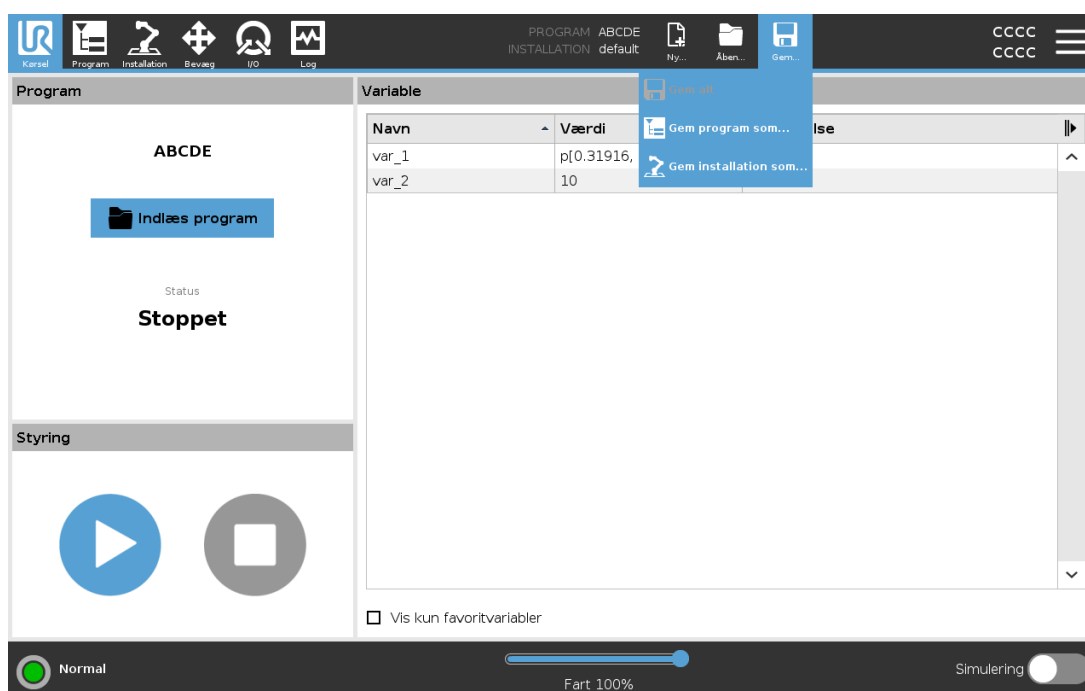 UR
Kørsel
Program
Installation
Bevæg
I/O
Log
PROGRAM ABCDE
INSTALLATION default
Ny...
Åben...
Gem...
CCCC
CCCC
Program
Variable
Gem alt
Gem program som...
Gem installation som...
ABCDE
Indlæs program
Status
Stoppet
Navn
Værdi
lse
var_1
p[0.31916,
var_2
10
Styring
Vis kun favoritvariabler
Normal
Fart 100%
Simulering